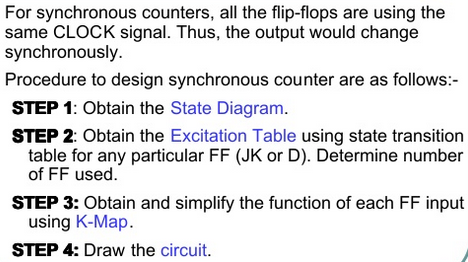 For synchronous counters, all the flip-flops are using the
same CLOCK signal. Thus, the output would change
synchronously.
Procedure to design synchronous counter are as follows:-
STEP 1: Obtain the State Diagram.
STEP 2: Obtain the Excitation Table using state transition
table for any particular FF (JK or D). Determine number
of FF used.
STEP 3: Obtain and simplify the function of each FF input
using K-Map.
STEP 4: Draw the circuit.